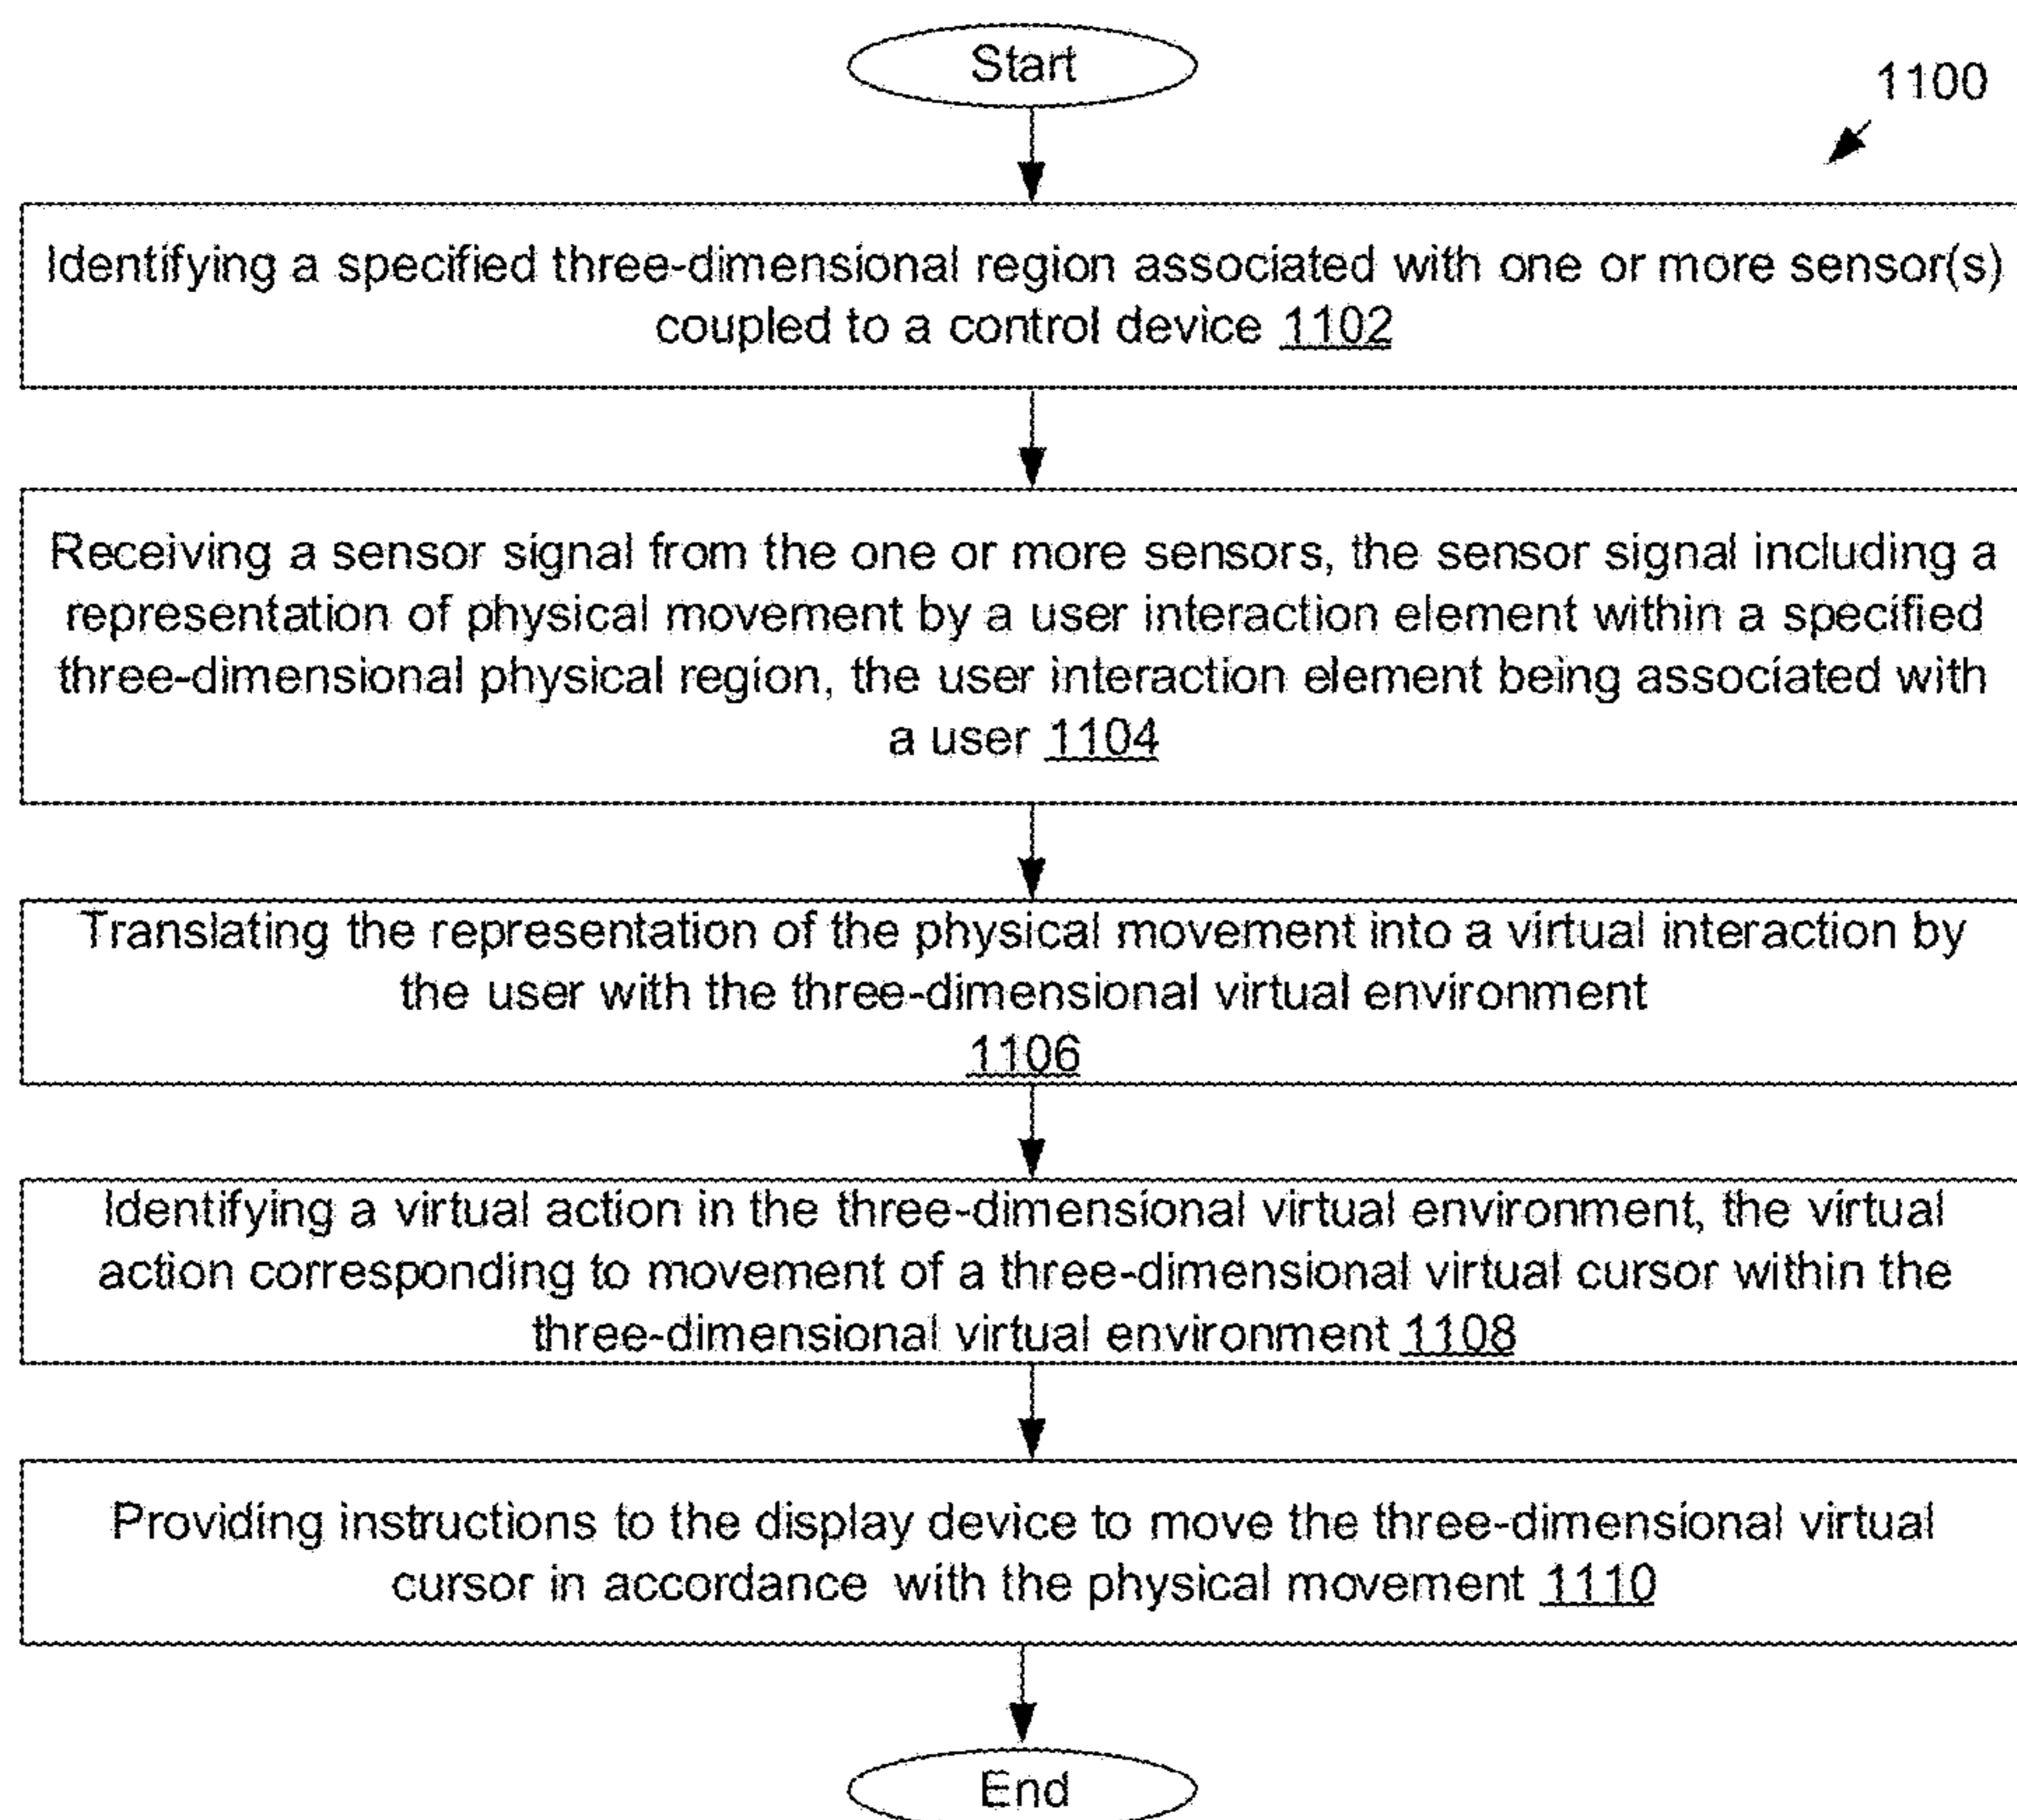 Start
1100
Identifying a specified three-dimensional region associated with one or more sensor(s)
coupled to a control device 1102
Receiving a sensor signal from the one or more sensors, the sensor signal including a
representation of physical movement by a user interaction element within a specified
three-dimensional physical region, the user interaction element being associated with
a user 1104
Translating the representation of the physical movement into a virtual interaction by
the user with the three-dimensional virtual environment
1106
Identifying a virtual action in the three-dimensional virtual environment, the virtual
action corresponding to movement of a three-dimensional virtual cursor within the
three-dimensional virtual environment 1108
Providing instructions to the display device to move the three-dimensional virtual
cursor in accordance with the physical movement 1110
End